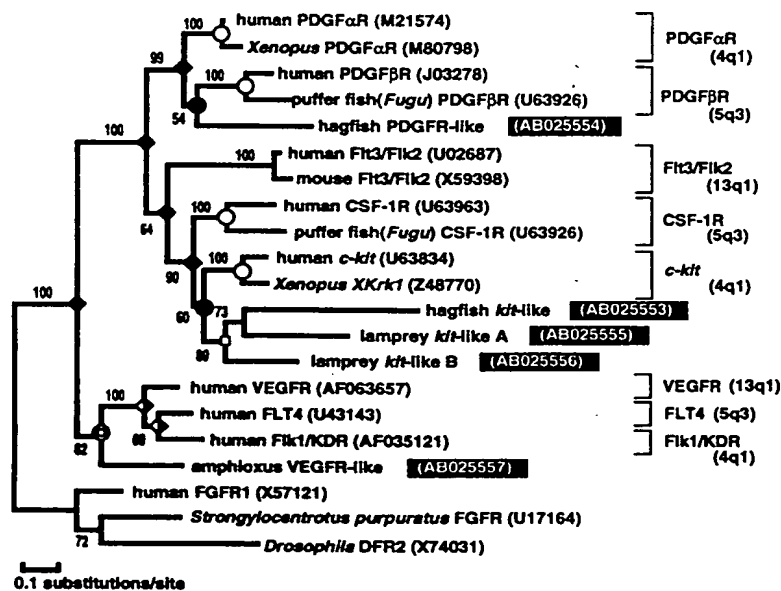 100
human PDGFαR (M21574)
Xenopus PDGFαR (M80798)
PDGFαR
(4q1)
99
100
human PDGFβR (J03278)
puffer fish(Fugu) PDGFβR (U63926)
PDGFβR
(5q3)
54
hagfish PDGFR-like (AB025554)
100
100
human Flt3/Flk2 (U02687)
mouse Flt3/Flk2 (X59398)
Flt3/Flk2
(13q1)
64
100
human CSF-1R (U63963)
puffer fish(Fugu) CSF-1R (U63926)
CSF-1R
(5q3)
90
100
human c-kit (U63834)
Xenopus XKrk1 (Z48770)
c-kit
(4q1)
60
73
hagfish kit-like (AB025553)
lamprey kit-like A (AB025555)
89
lamprey kit-like B (AB025556)
100
100
human VEGFR (AF063657)
VEGFR (13q1)
human FLT4 (U43143)
FLT4 (5q3)
human Flk1/KDR (AF035121)
Flk1/KDR
(4q1)
82
amphioxus VEGFR-like (AB025557)
human FGFR1 (X57121)
Strongylocentrotus purpuratus FGFR (U17164)
72
Drosophila DFR2 (X74031)
0.1 substitutions/site